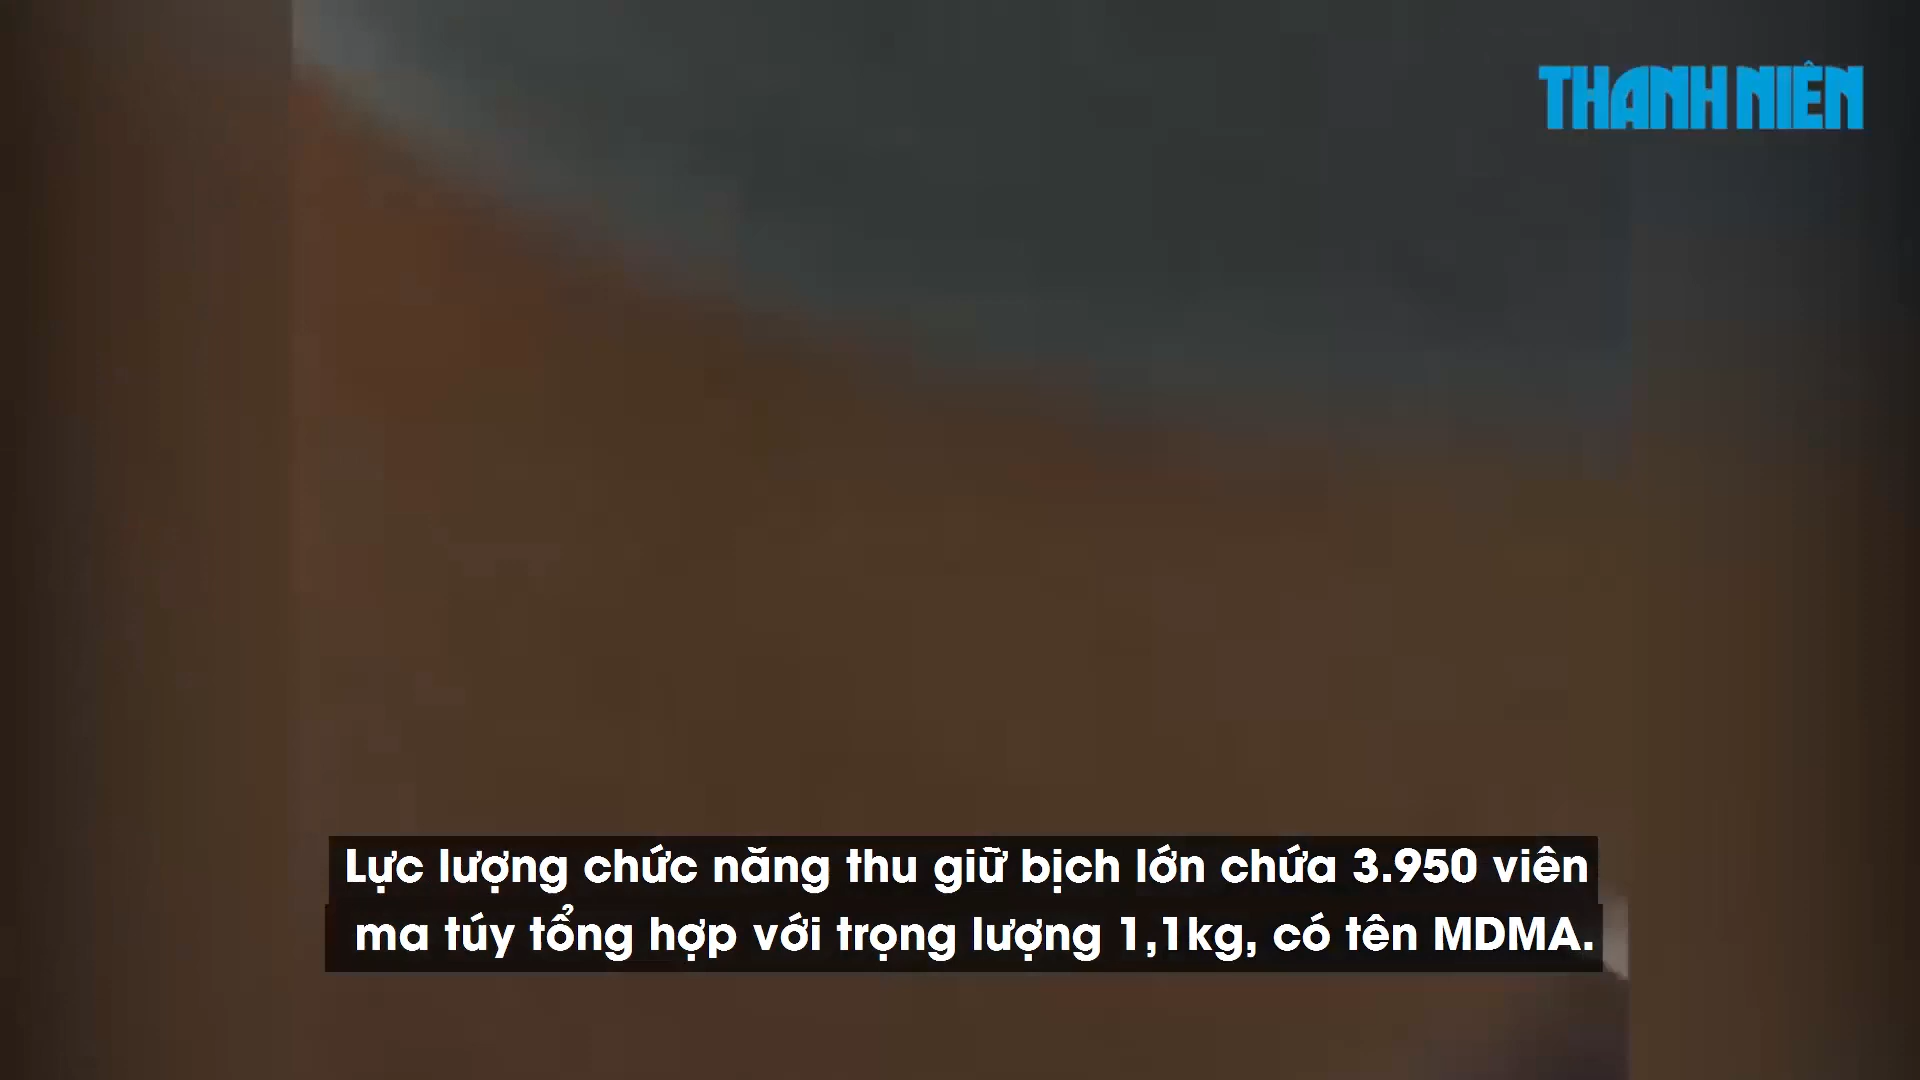 THANH NIÊN
Lực lượng chức năng thu giữ bịch lớn chứa 3.950 viên
ma túy tổng hợp với trọng lượng 1,1kg, có tên MDMA.